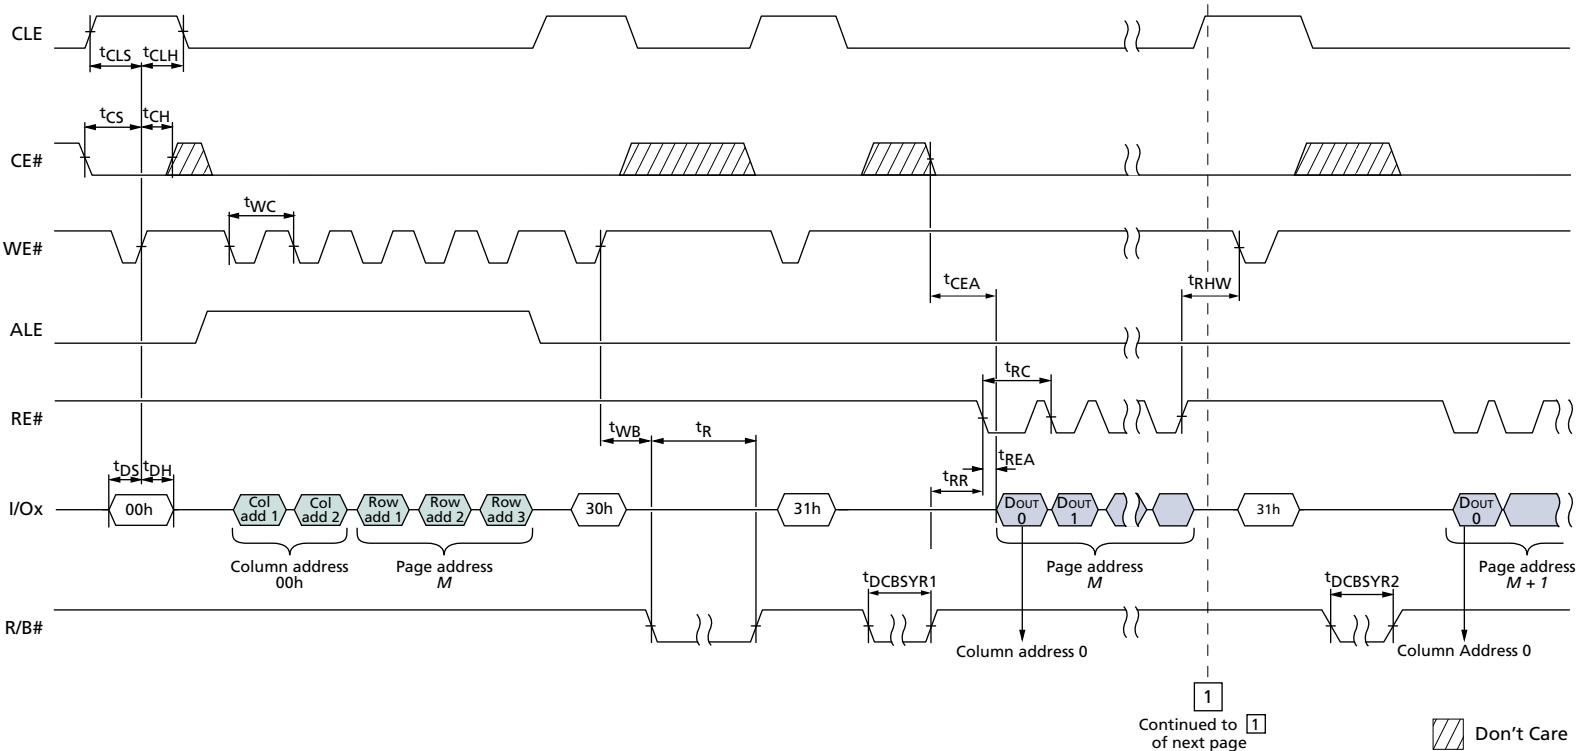 CLE
tCLS
tCLH
tCS
tCH
CE#
tWC
WE#
tCEA
tRHW
ALE
tRC
RE#
tWB
tR
tREA
tDS
tDH
tRR
I/Ox
00h
Col add 1
Col add 2
Row add 1
Row add 2
Row add 3
30h
31h
DOUT 0
DOUT 1
31h
DOUT 0
Column address
00h
Page address
M
Page address
M
Page address
M + 1
tDCBSYR1
tDCBSYR2
R/B#
Column address 0
Column Address 0
1
Continued to 1
of next page
Don't Care